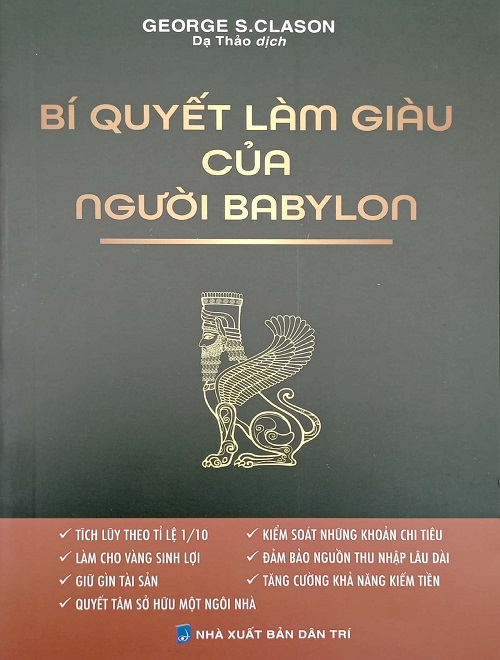 GEORGE S.CLASON
Dạ Thảo dịch
BÍ QUYẾT LÀM GIÀU
CỦA
NGƯỜI BABYLON
✓ TÍCH LŨY THEO TỈ LỆ 1/10
✓ KIỂM SOÁT NHỮNG KHOẢN CHI TIÊU
✓ LÀM CHO VÀNG SINH LỢI
✓ ĐẢM BẢO NGUỒN THU NHẬP LÂU DÀI
✓ GIỮ GÌN TÀI SẢN
✓ TĂNG CƯỜNG KHẢ NĂNG KIẾM TIỀN
✓ QUYẾT TÂM SỞ HỮU MỘT NGÔI NHÀ
NHÀ XUẤT BẢN DÂN TRÍ